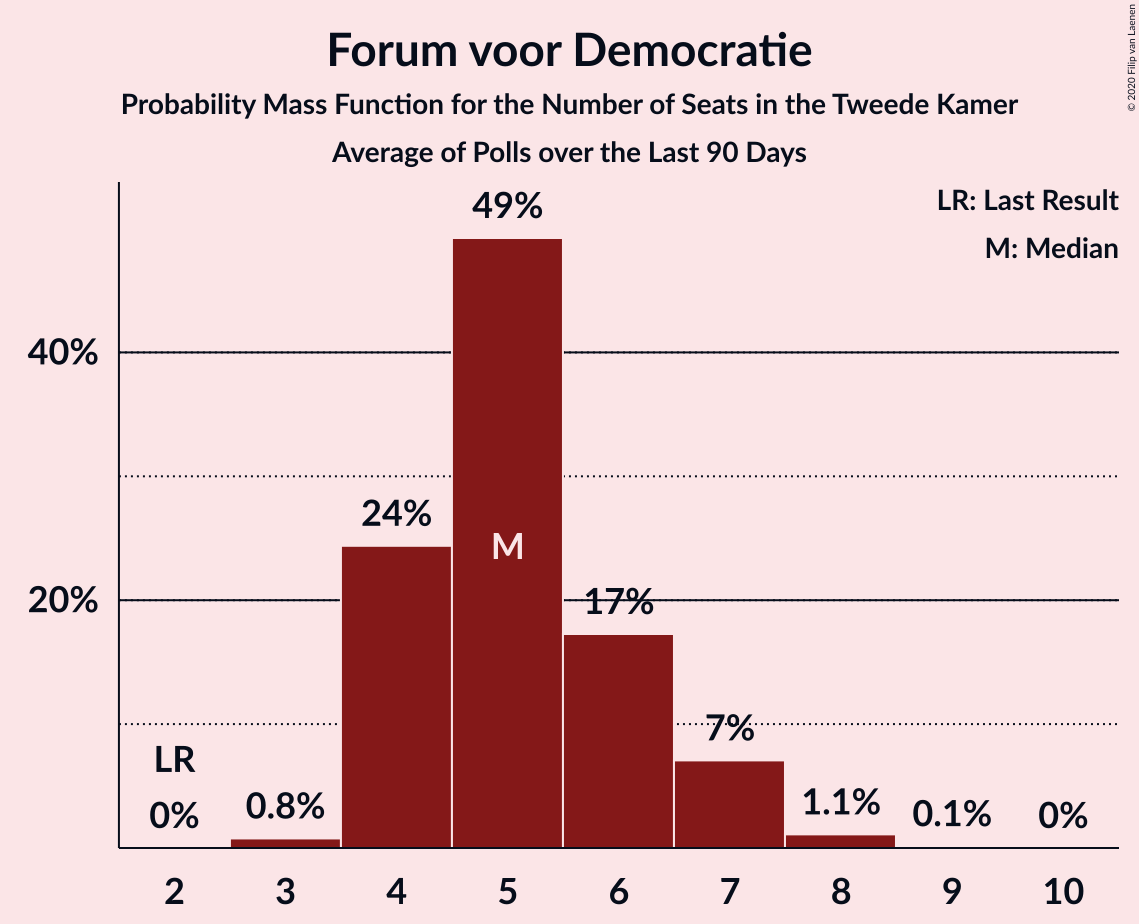 Forum voor Democratie
Probability Mass Function for the Number of Seats in the Tweede Kamer
Average of Polls over the Last 90 Days
© 2020 Filip van Laenen
LR: Last Result
M: Median
49%
40%
24%
M
20%
17%
7%
LR
0%
0.8%
1.1%
0.1%
0%
2 3 4 5 6 7 8 9 10